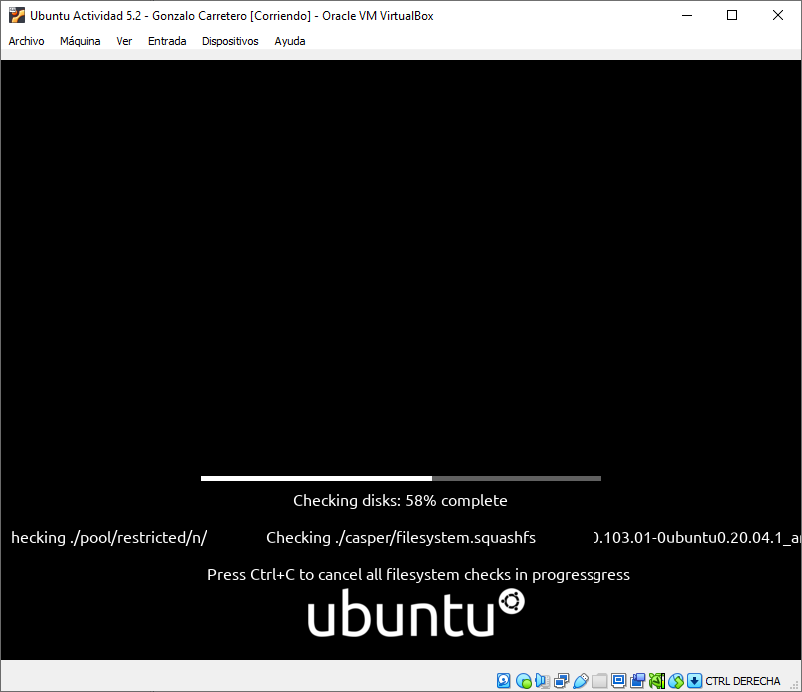 Ubuntu Actividad 5.2 - Gonzalo Carretero [Corriendo] - Oracle VM VirtualBox
Archivo Máquina Ver Entrada Dispositivos Ayuda
Checking disks: 58% complete
hecking ./pool/restricted/n/ Checking ./casper/filesystem.squashfs 0.103.01-0ubuntu0.20.04.1_a
Press Ctrl+C to cancel all filesystem checks in progressgress
ubuntu
CTRL DERECHA